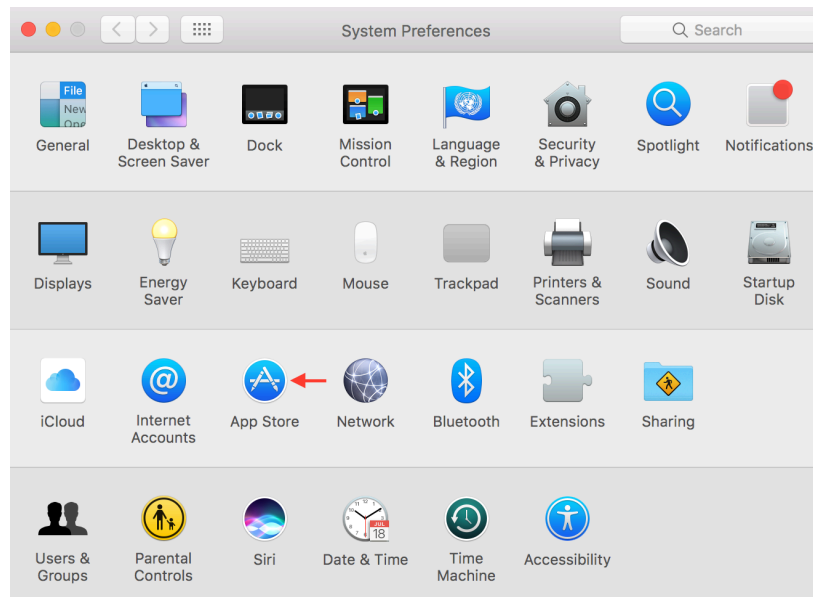 System Preferences
Search
File
New
Ope
General
Desktop &
Screen Saver
Dock
Mission
Control
Language
& Region
Security
& Privacy
Spotlight
Notifications
Displays
Energy
Saver
Keyboard
Mouse
Trackpad
Printers &
Scanners
Sound
Startup
Disk
iCloud
@
Internet
Accounts
App Store
Network
Bluetooth
Extensions
Sharing
Users &
Groups
Parental
Controls
Siri
JUL
18
Date & Time
Time
Machine
Accessibility